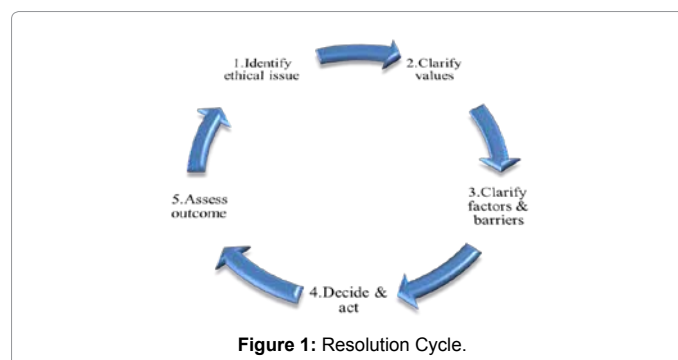 1.Identify
ethical issue
2.Clarify
values
3.Clarify
factors &
barriers
4.Decide &
act
5.Assess
outcome
Figure 1: Resolution Cycle.